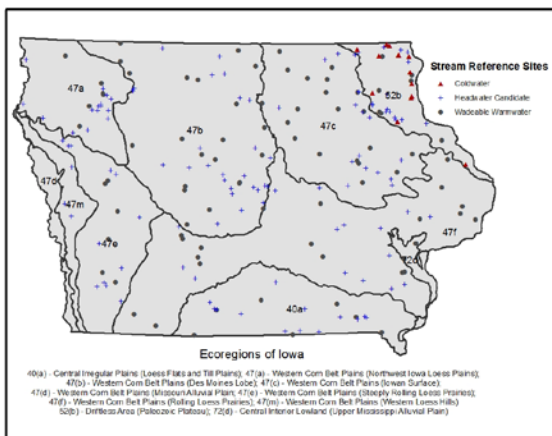 Stream Reference Sites
Coldwater
Headwater Candidate
Wadeable Warmwater
47a
47b
47c
52b
47d
47m
47e
47f
72d
40a
Ecoregions of Iowa
40(a) - Central Irregular Plains (Loess Flats and Till Plains); 47(a) - Western Corn Belt Plains (Northwest Iowa Loess Plains);
47(b) - Western Corn Belt Plains (Des Moines Lobe); 47(c) - Western Corn Belt Plains (Iowan Surface);
47(d) - Western Corn Belt Plains (Missouri Alluvial Plain; 47(e) - Western Corn Belt Plains (Steeply Rolling Loess Prairies);
47(f) - Western Corn Belt Plains (Rolling Loess Prairies); 47(m) - Western Corn Belt Plains (Western Loess Hills)
52(b) - Driftless Area (Paleozoic Plateau); 72(d) - Central Interior Lowland (Upper Mississippi Alluvial Plain)